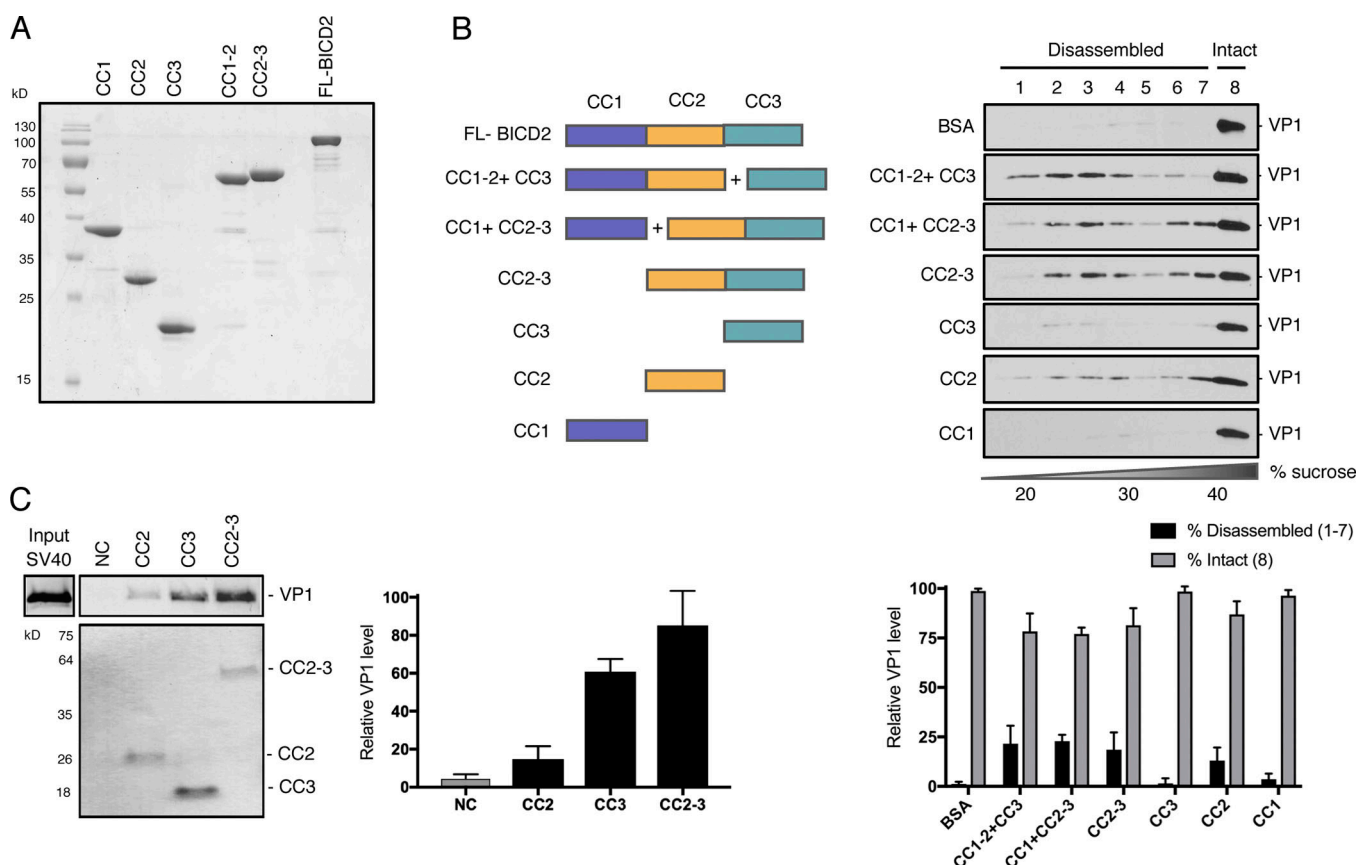 A
kD
CC1
CC2
CC3
CC1-2
CC2-3
FL-BICD2
130
100
70
55
40
35
25
15
B
CC1
CC2
CC3
FL- BICD2
CC1-2+ CC3
+
CC1+ CC2-3
+
CC2-3
CC3
CC2
CC1
Disassembled
Intact
1 2 3 4 5 6 7 8
BSA - VP1
CC1-2+ CC3 - VP1
CC1+ CC2-3 - VP1
CC2-3 - VP1
CC3 - VP1
CC2 - VP1
CC1 - VP1
% sucrose
20 30 40
C
Input
SV40
NC
CC2
CC3
CC2-3
- VP1
kD
75
64
35
26
18
- CC2-3
- CC2
- CC3
Relative VP1 level
100
80
60
40
20
0
NC CC2 CC3 CC2-3
% Disassembled (1-7)
% Intact (8)
Relative VP1 level
100
75
50
25
0
BSA
CC1-2+CC3
CC1+CC2-3
CC2-3
CC3
CC2
CC1